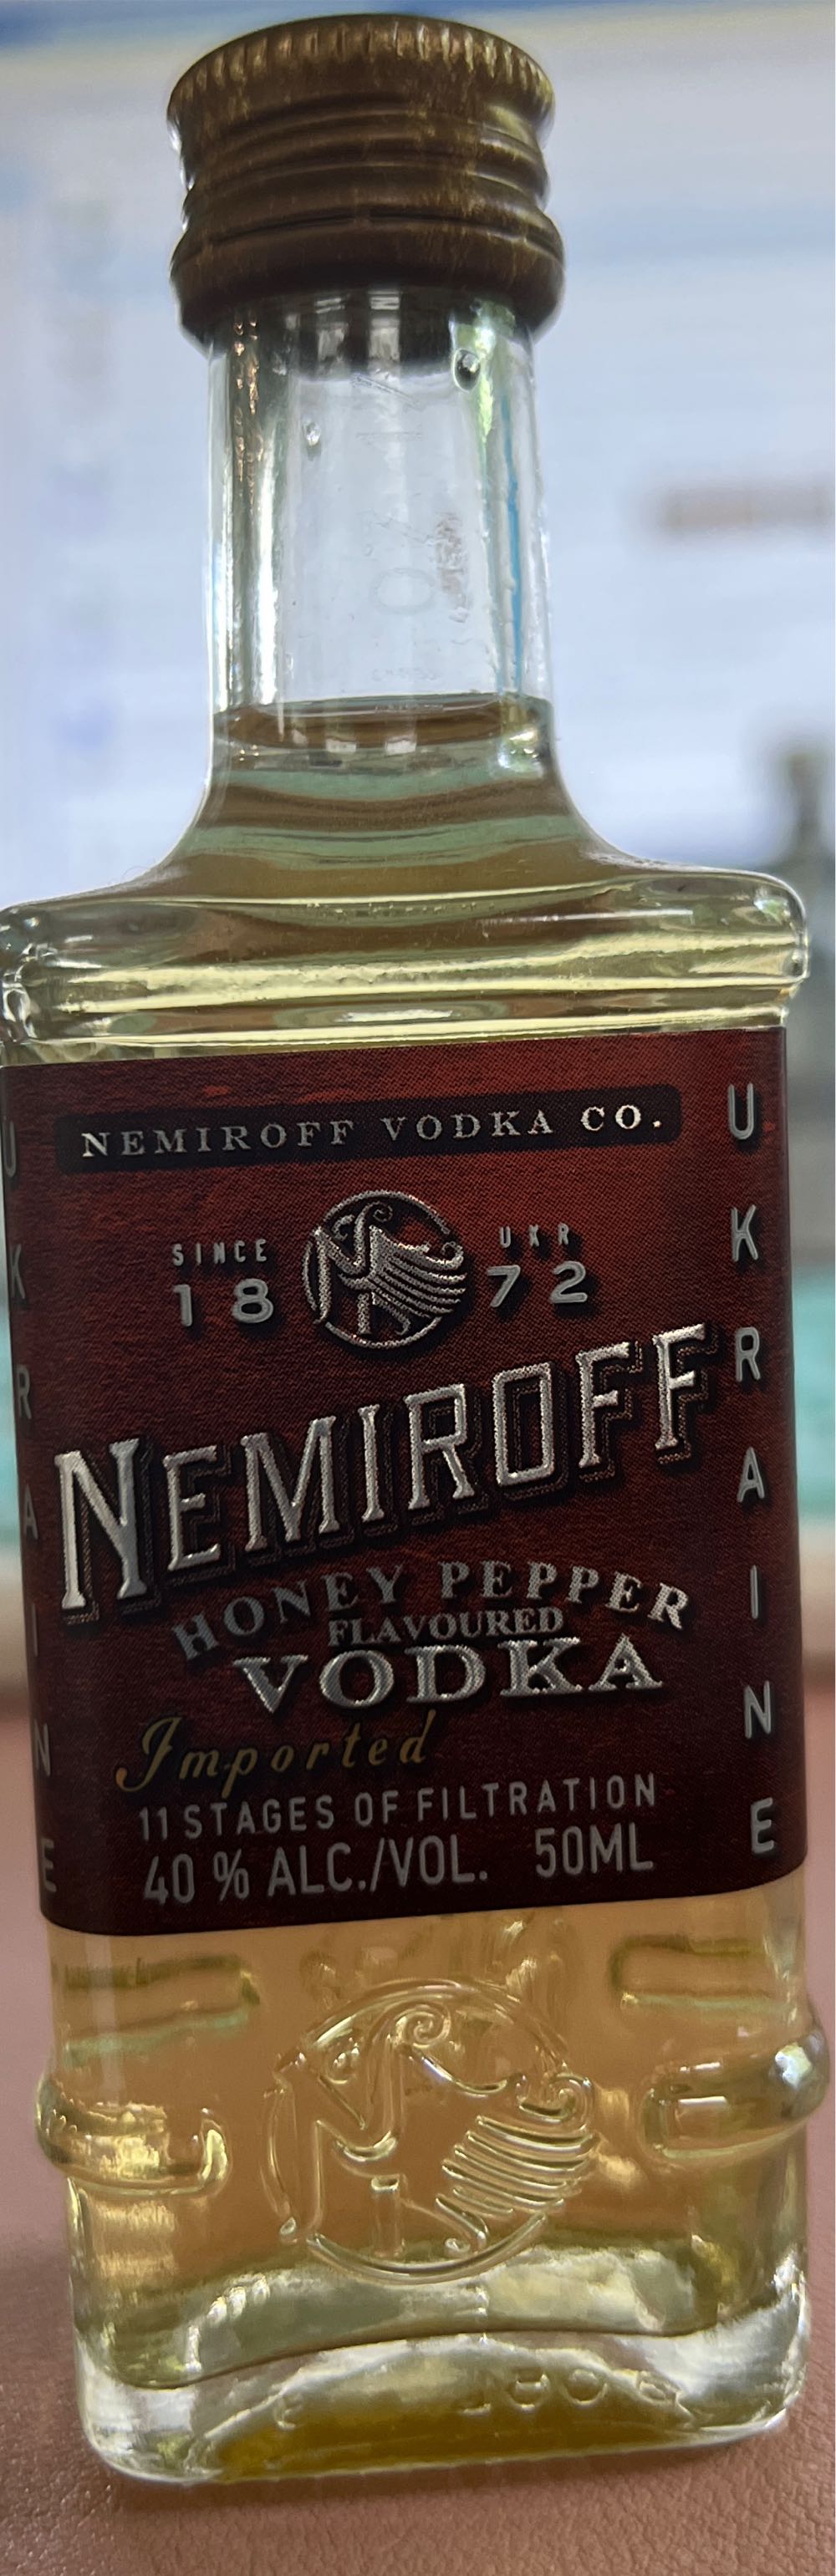 NEMIROFF VODKA CO.
SINCE UKR
18 72
NEMIROFF
HONEY PEPPER
FLAVOURED
VODKA
Imported
11 STAGES OF FILTRATION
40 % ALC./VOL. 50ML
UKRAINE
UKRAINE